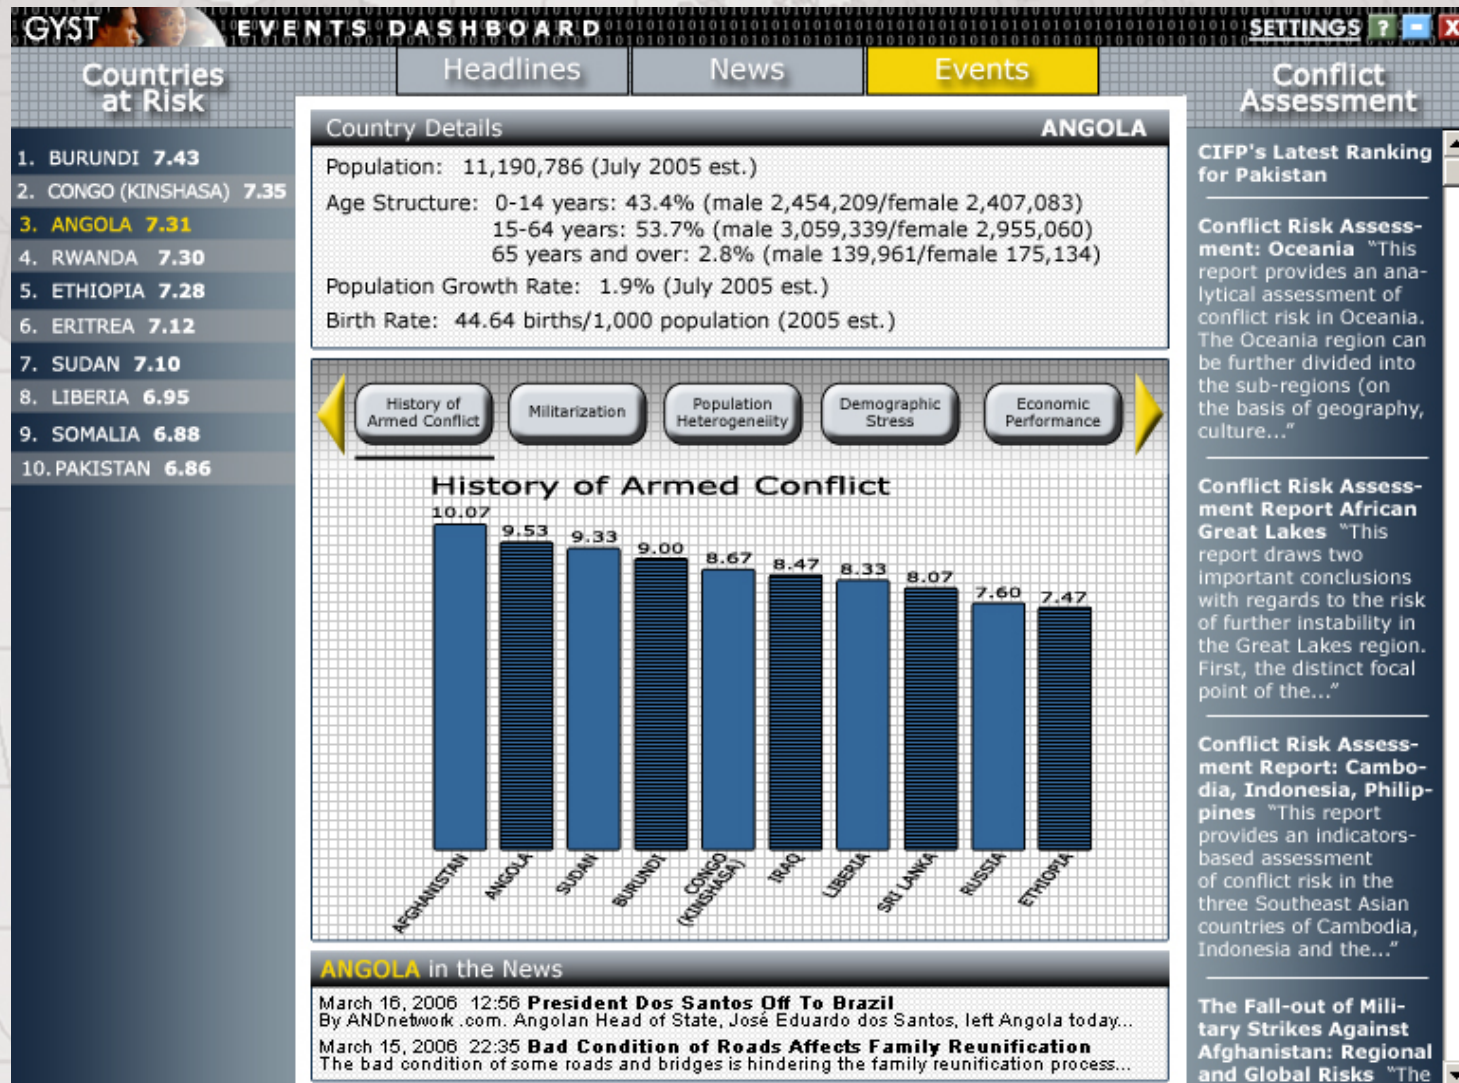 GYST EVENTS DASHBOARD
SETTINGS ? - X
Countries
at Risk
1. BURUNDI 7.43
2. CONGO (KINSHASA) 7.35
3. ANGOLA 7.31
4. RWANDA 7.30
5. ETHIOPIA 7.28
6. ERITREA 7.12
7. SUDAN 7.10
8. LIBERIA 6.95
9. SOMALIA 6.88
10. PAKISTAN 6.86
Headlines
News
Events
Country Details ANGOLA
Population: 11,190,786 (July 2005 est.)
Age Structure: 0-14 years: 43.4% (male 2,454,209/female 2,407,083)
15-64 years: 53.7% (male 3,059,339/female 2,955,060)
65 years and over: 2.8% (male 139,961/female 175,134)
Population Growth Rate: 1.9% (July 2005 est.)
Birth Rate: 44.64 births/1,000 population (2005 est.)
History of
Armed Conflict
Militarization
Population
Heterogeneiity
Demographic
Stress
Economic
Performance
History of Armed Conflict
10.07
9.53
9.33
9.00
8.67
8.47
8.33
8.07
7.60
7.47
AFGHANISTAN
ANGOLA
SUDAN
BURUNDI
CONGO
(KINSHASA)
IRAQ
LIBERIA
SRI LANKA
RUSSIA
ETHIOPIA
ANGOLA in the News
March 16, 2006 12:56 President Dos Santos Off To Brazil
By ANDnetwork .com. Angolan Head of State, José Eduardo dos Santos, left Angola today...
March 15, 2006 22:35 Bad Condition of Roads Affects Family Reunification
The bad condition of some roads and bridges is hindering the family reunification process...
Conflict
Assessment
CIFP's Latest Ranking
for Pakistan
Conflict Risk Assess-
ment: Oceania "This
report provides an ana-
lytical assessment of
conflict risk in Oceania.
The Oceania region can
be further divided into
the sub-regions (on
the basis of geography,
culture..."
Conflict Risk Assess-
ment Report African
Great Lakes "This
report draws two
important conclusions
with regards to the risk
of further instability in
the Great Lakes region.
First, the distinct focal
point of the..."
Conflict Risk Assess-
ment Report: Cambo-
dia, Indonesia, Philip-
pines "This report
provides an indicators-
based assessment
of conflict risk in the
three Southeast Asian
countries of Cambodia,
Indonesia and the..."
The Fall-out of Mili-
tary Strikes Against
Afghanistan: Regional
and Global Risks "The